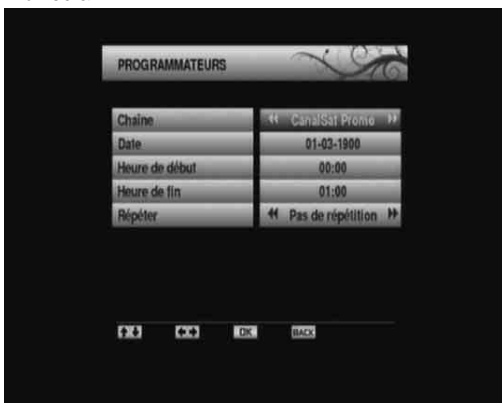 PROGRAMMATEURS
Chaîne CanalSat Promo
Date 01-03-1900
Heure de début 00:00
Heure de fin 01:00
Répéter Pas de répétition
OK BACK